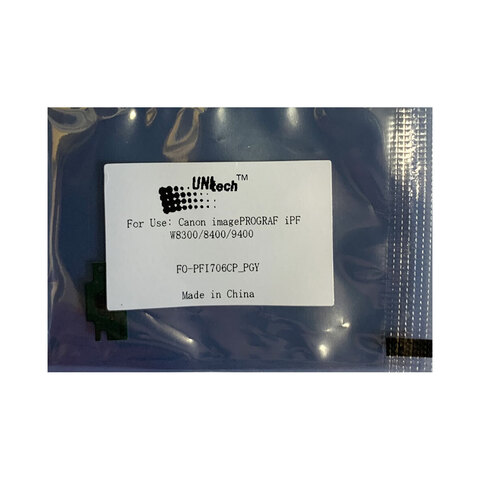 UNItech™
For Use: Canon imagePROGRAF iPF
W8300/8400/9400
FO-PFI706CP_PGY
Made in China